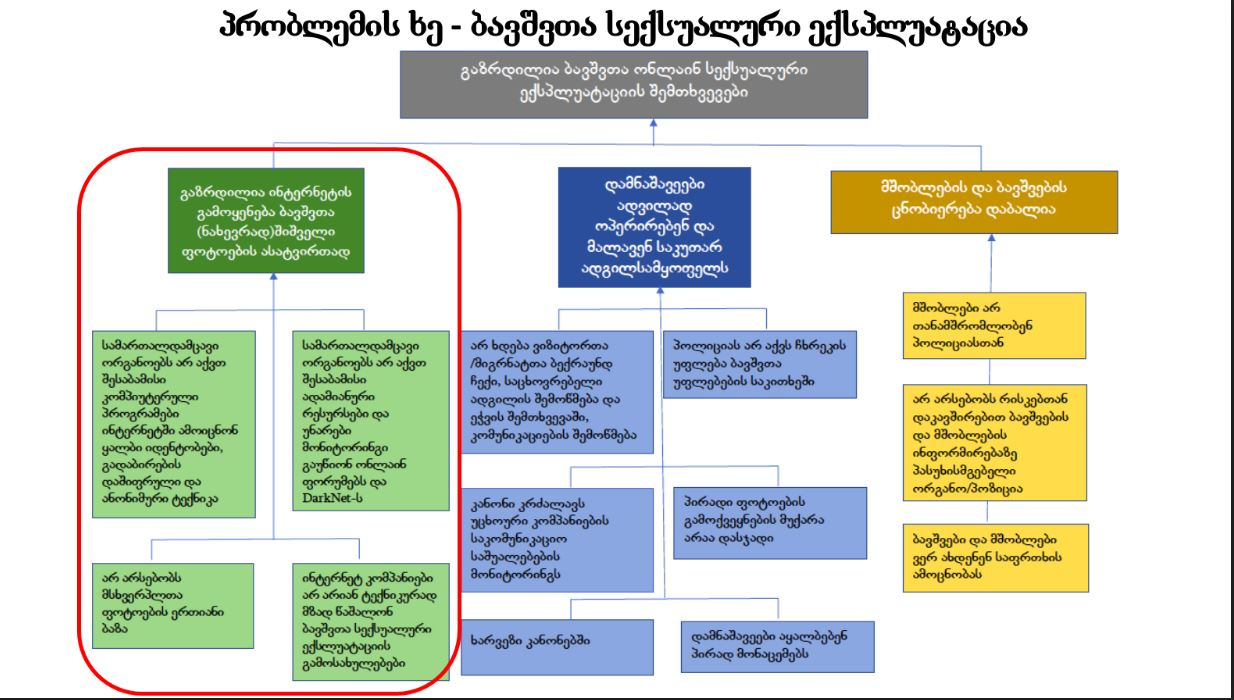 პრობლემის ხე - ბავშვთა სექსუალური ექსპლუატაცია
გაზრდილია ბავშვთა ონლაინ სექსუალური
ექსპლუატაციის შემთხვევები
გაზრდილია ინტერნეტის
გამოყენება ბავშვთა
(ნახევრად)შიშველი
ფოტოების ასატვირთად
სამართალდამცავი
ორგანოებს არ აქვთ
შესაბამისი
კომპიუტერული
პროგრამები
ინტერნეტში ამოიცნონ
ყალბი იდენტობები,
გადაბირების
დაშიფრული და
ანონიმური ტექნიკა
სამართალდამცავი
ორგანოებს არ აქვთ
შესაბამისი
ადამიანური
რესურსები და
უნარები
მონიტორინგი
გაუწიონ ონლაინ
ფორუმებს და
DarkNet-ს
არ არსებობს
მსხვერპლთა
ფოტოების ერთიანი
ბაზა
ინტერნეტ კომპანიები
არ არიან ტექნიკურად
მზად წაშალონ
ბავშვთა სექსუალური
ექსლუატაციის
გამოსახულებები
დამნაშავეები
ადვილად
ოპერირებენ და
მალავენ საკუთარ
ადგილსამყოფელს
არ ხდება ვიზიტორთა
/მიგრანტთა ბექრაუნდ
ჩექი, საცხოვრებელი
ადგილის შემოწმება და
ეჭვის შემთხვევაში,
კომუნიკაციების შემოწმება
პოლიციას არ აქვს ჩხრეკის
უფლება ბავშვთა
უფლებების საკითხეში
კანონი კრძალავს
უცხოური კომპანიების
საკომუნიკაციო
საშუალებების
მონიტორინგს
პირადი ფოტოების
გამოქვეყნების მუქარა
არაა დასჯადი
ხარვეზი კანონებში
დამნაშავეები აყალბებენ
პირად მონაცემებს
მშობლების და ბავშვების
ცნობიერება დაბალია
მშობლები არ
თანამშრომლობენ
პოლიციასთან
არ არსებობს რისკებთან
დაკავშირებით ბავშვების
და მშობლების
ინფორმირებაზე
პასუხისმგებელი
ორგანო/პოზიცია
ბავშვები და მშობლები
ვერ ახდენენ საფრთხის
ამოცნობას